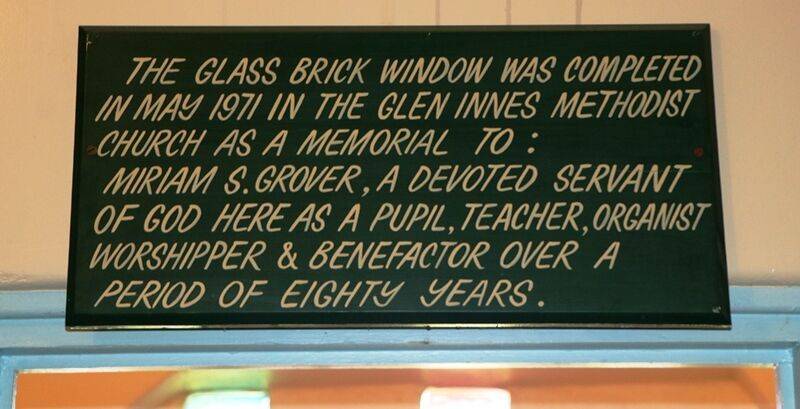 THE GLASS BRICK WINDOW WAS COMPLETED
IN MAY 1971 IN THE GLEN INNES METHODIST
CHURCH AS A MEMORIAL TO :
MIRIAM S. GROVER, A DEVOTED SERVANT
OF GOD HERE AS A PUPIL, TEACHER, ORGANIST
WORSHIPPER & BENEFACTOR OVER A
PERIOD OF EIGHTY YEARS.